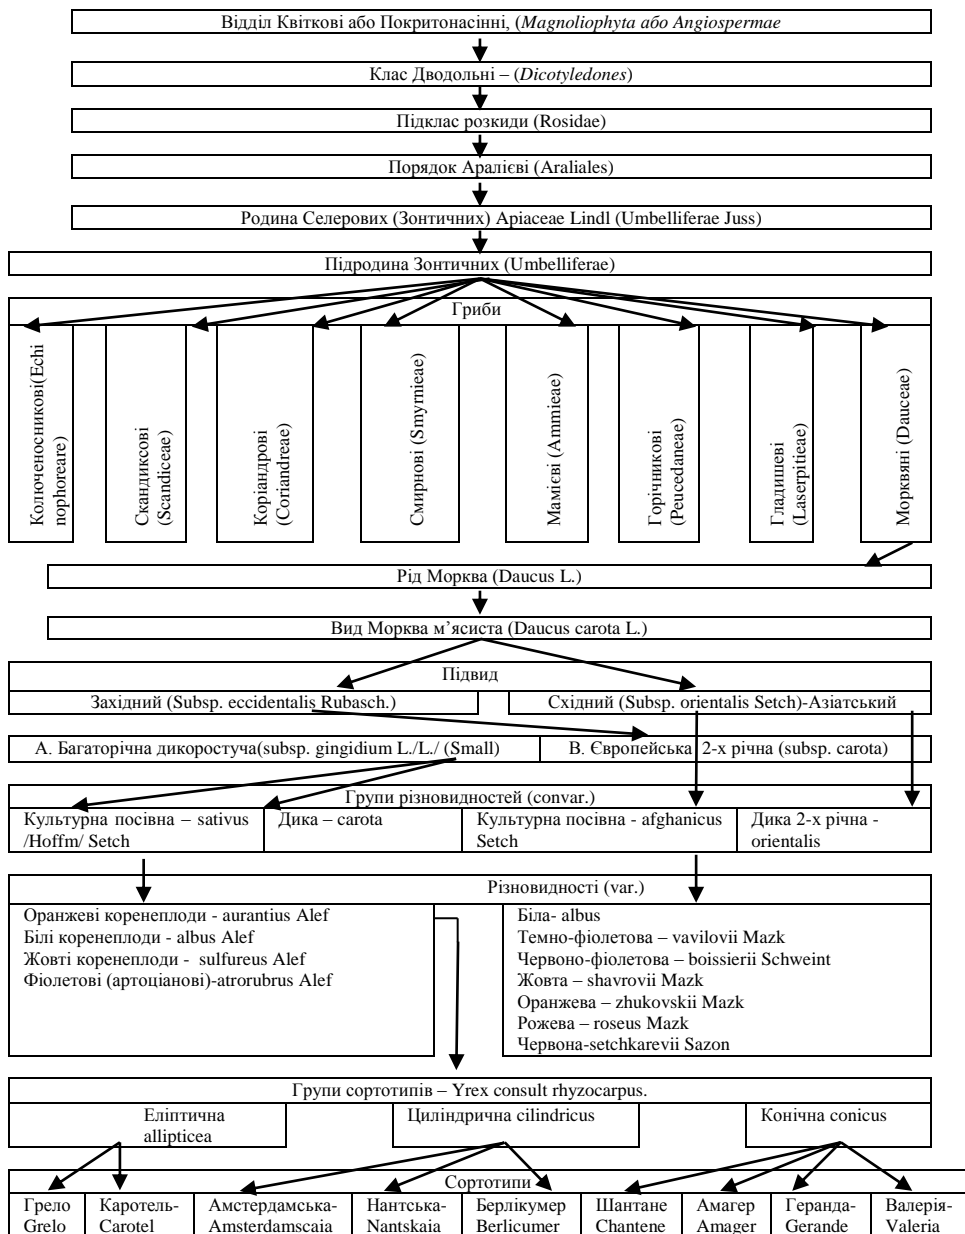 Відділ Квіткові або Покритонасінні, (Magnoliophyta або Angiospermae
Клас Дводольні – (Dicotyledones)
Підклас розкиди (Rosidae)
Порядок Аралієві (Araliales)
Родина Селерових (Зонтичних) Apiaceae Lindl (Umbelliferae Juss)
Підродина Зонтичних (Umbelliferae)
Гриби
Колюченосникові(Echi
nophoreare)
Скандиксові
(Scandiceae)
Коріандрові
(Coriandreae)
Смирнові (Smyrnieae)
Мамієві (Ammieae)
Горічникові
(Peucedaneae)
Гладишеві
(Laserpitieae)
Морквяні (Dauceae)
Рід Морква (Daucus L.)
Вид Морква м’ясиста (Daucus carota L.)
Підвид
Західний (Subsp. eccidentalis Rubasch.)
Східний (Subsp. orientalis Setch)-Азіатський
А. Багаторічна дикоростуча(subsp. gingidium L./L./ (Small)
В. Європейська 2-х річна (subsp. carota)
Групи різновидностей (convar.)
Культурна посівна – sativus
/Hoffm/ Setch
Дика – carota
Культурна посівна - afghanicus
Setch
Дика 2-х річна -
orientalis
Різновидності (var.)
Оранжеві коренеплоди - aurantius Alef
Білі коренеплоди - albus Alef
Жовті коренеплоди - sulfureus Alef
Фіолетові (артоціанові)-atrorubrus Alef
Біла- albus
Темно-фіолетова – vavilovii Mazk
Червоно-фіолетова – boissierii Schweint
Жовта – shavrovii Mazk
Оранжева – zhukovskii Mazk
Рожева – roseus Mazk
Червона-setchkarevii Sazon
Групи сортотипів – Yrex consult rhyzocarpus.
Еліптична
allipticea
Циліндрична cilindricus
Конічна conicus
Сортотипи
Грело
Grelo
Каротель-
Carotel
Амстердамська-
Amsterdamscaia
Нантська-
Nantskaia
Берлікумер
Berlicumer
Шантане
Chantene
Амагер
Amager
Геранда-
Gerande
Валерія-
Valeria